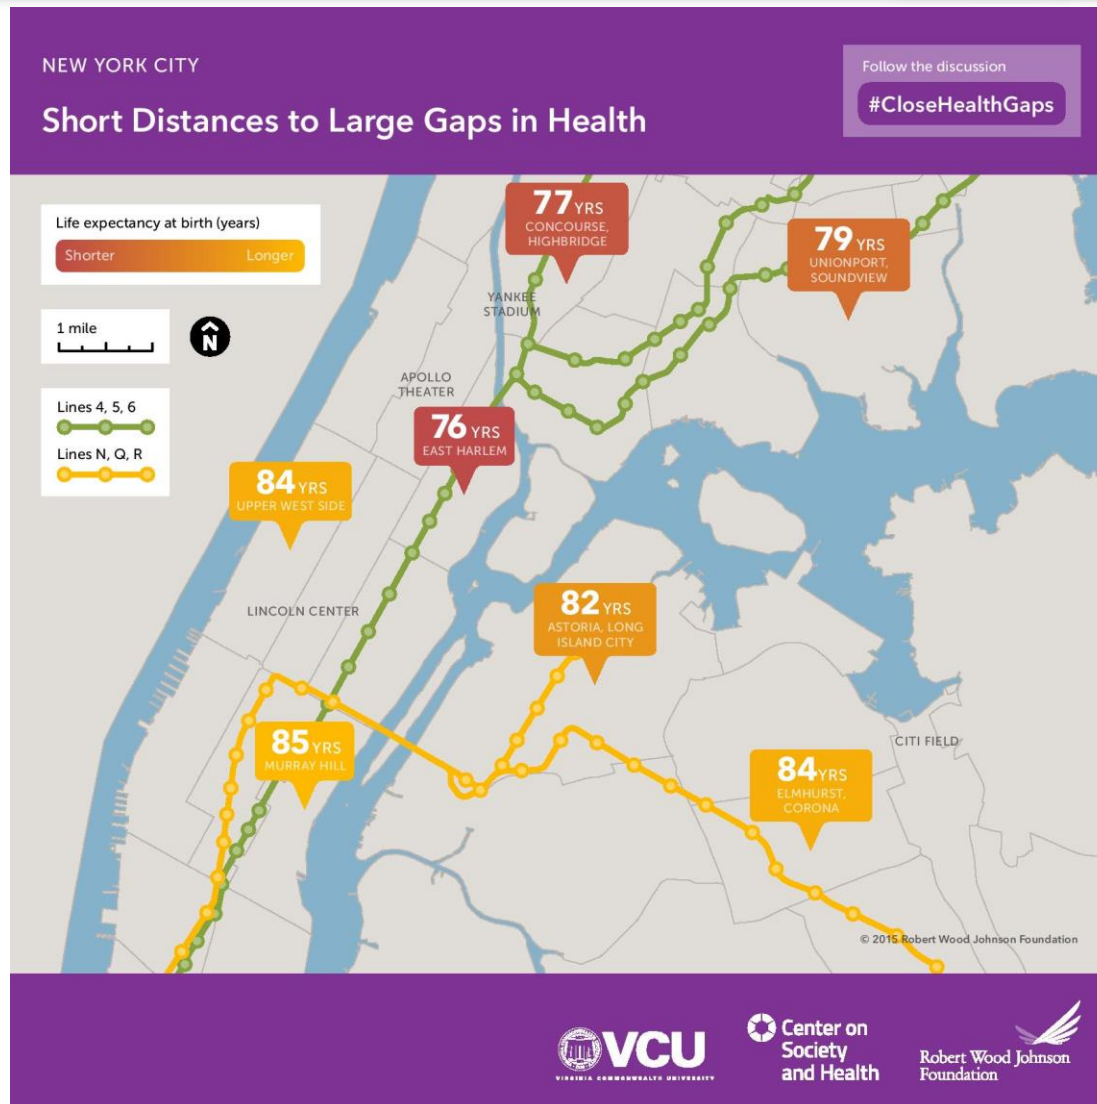 NEW YORK CITY
Short Distances to Large Gaps in Health
Follow the discussion
#CloseHealthGaps
Life expectancy at birth (years)
Shorter
Longer
1 mile
N
Lines 4, 5, 6
Lines N, Q, R
77 YRS
CONCOURSE,
HIGHBRIDGE
79 YRS
UNIONPORT,
SOUNDVIEW
YANKEE
STADIUM
APOLLO
THEATER
76 YRS
EAST HARLEM
84 YRS
UPPER WEST SIDE
LINCOLN CENTER
82 YRS
ASTORIA, LONG
ISLAND CITY
85 YRS
MURRAY HILL
CITI FIELD
84 YRS
ELMHURST,
CORONA
© 2015 Robert Wood Johnson Foundation
VCU
VIRGINIA COMMONWEALTH UNIVERSITY
Center on
Society
and Health
Robert Wood Johnson
Foundation